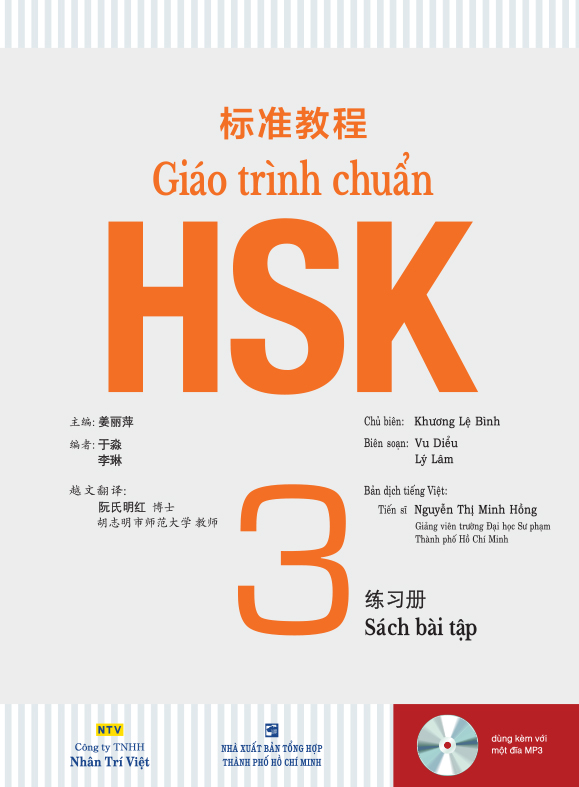 标准教程
Giáo trình chuẩn
HSK
主编: 姜丽萍
编者: 于淼
李琳
越文翻译:
阮氏明红 博士
胡志明市师范大学 教师
Chủ biên: Khương Lệ Bình
Biên soạn: Vu Diểu
Lý Lâm
Bản dịch tiếng Việt:
Tiến sĩ Nguyễn Thị Minh Hồng
Giảng viên trường Đại học Sư phạm
Thành phố Hồ Chí Minh
3
练习册
Sách bài tập
NTV
Công ty TNHH
Nhân Trí Việt
NHÀ XUẤT BẢN TỔNG HỢP
THÀNH PHỐ HỒ CHÍ MINH
dùng kèm với
một đĩa MP3